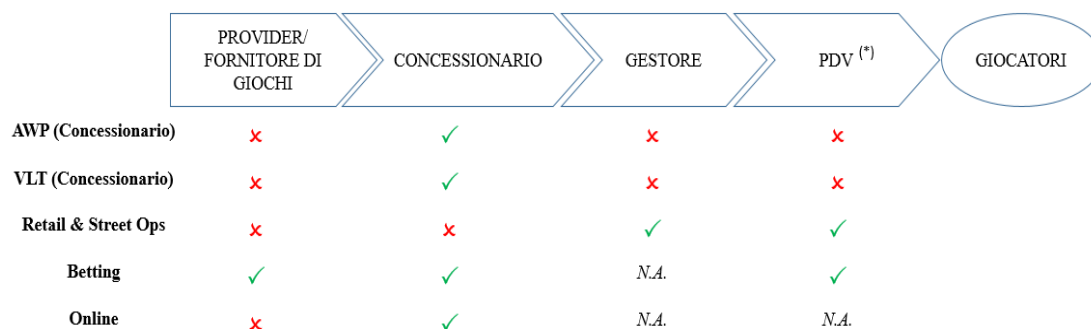 PROVIDER/
FORNITORE DI
GIOCHI
CONCESSIONARIO
GESTORE
PDV (*)
GIOCATORI
AWP (Concessionario)
VLT (Concessionario)
Retail & Street Ops
Betting
N.A.
Online
N.A.
N.A.